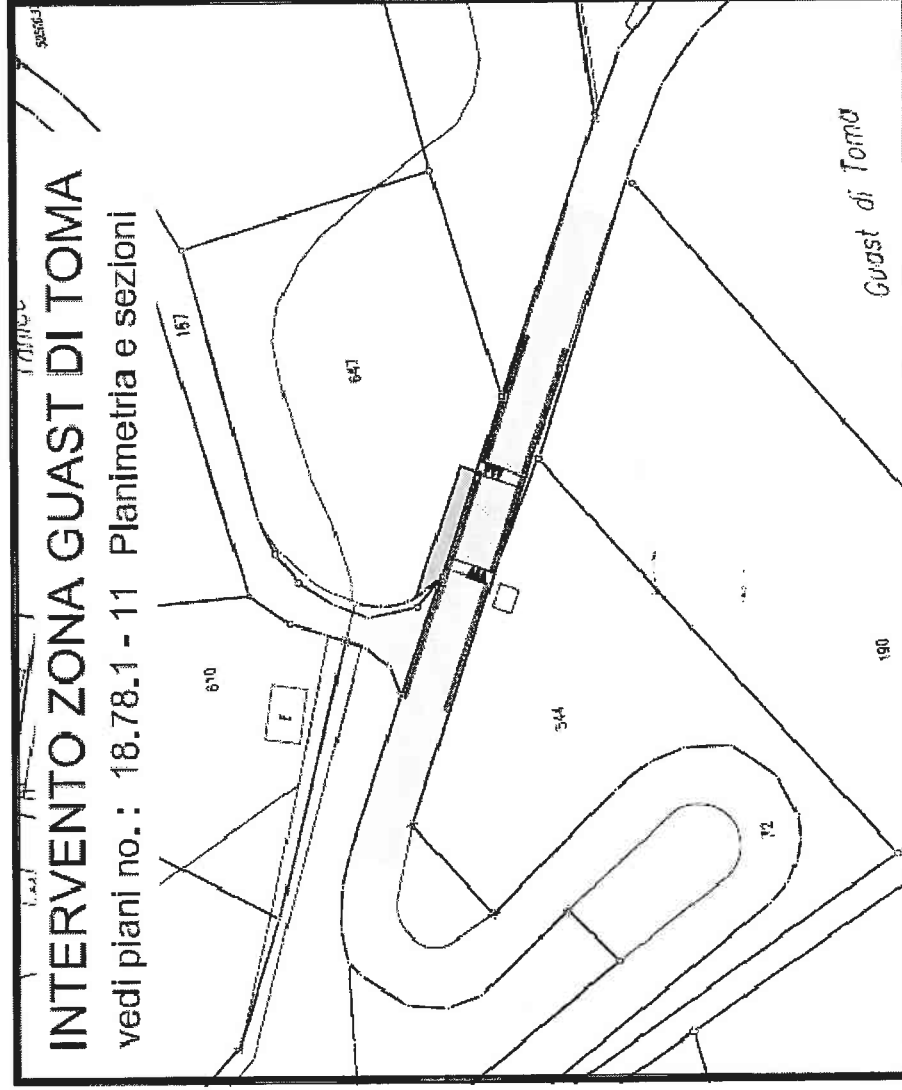 INTERVENTO ZONA GUAST DI TOMA
vedi piani no. : 18.78.1 - 11 Planimetria e sezioni
167
647
610
E
544
72
190
Guast di Toma